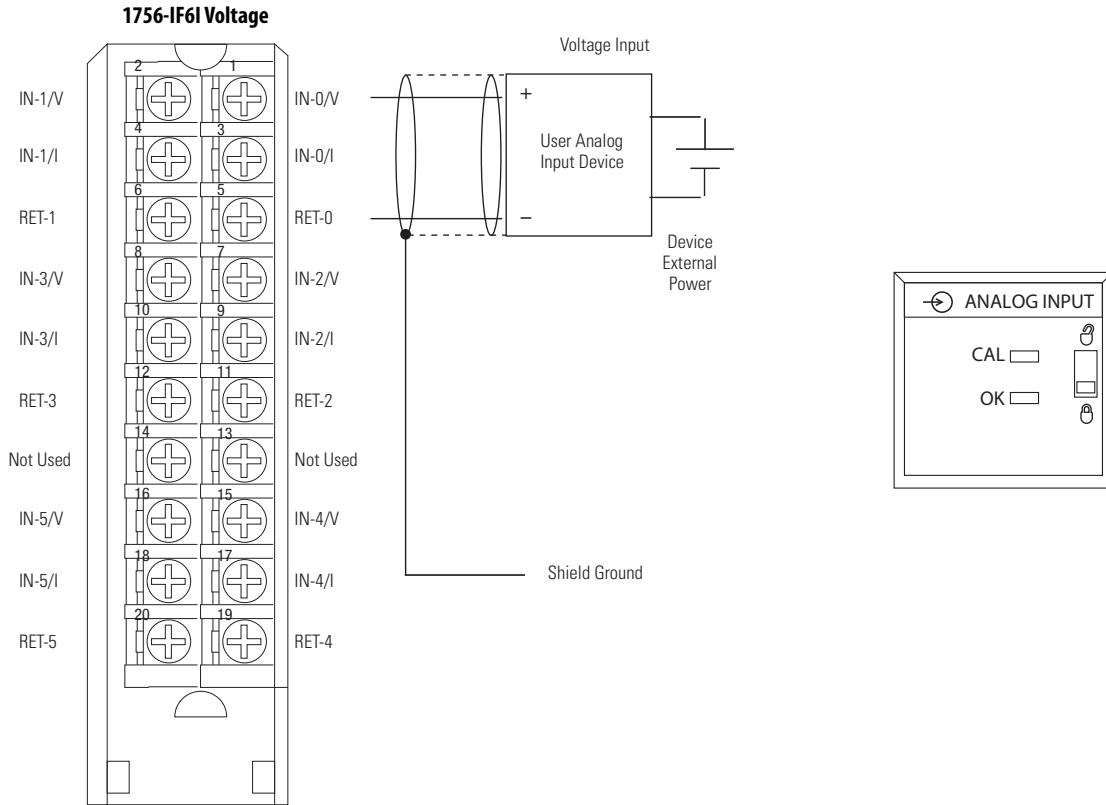 1756-IF6I Voltage
Voltage Input
2 1
IN-1/V IN-0/V
+
4 3
IN-1/I IN-0/I
User Analog
Input Device
6 5
RET-1 RET-0
–
Device
External
Power
8 7
IN-3/V IN-2/V
10 9
IN-3/I IN-2/I
12 11
RET-3 RET-2
14 13
Not Used Not Used
16 15
IN-5/V IN-4/V
18 17
IN-5/I IN-4/I
Shield Ground
20 19
RET-5 RET-4
ANALOG INPUT
CAL
OK